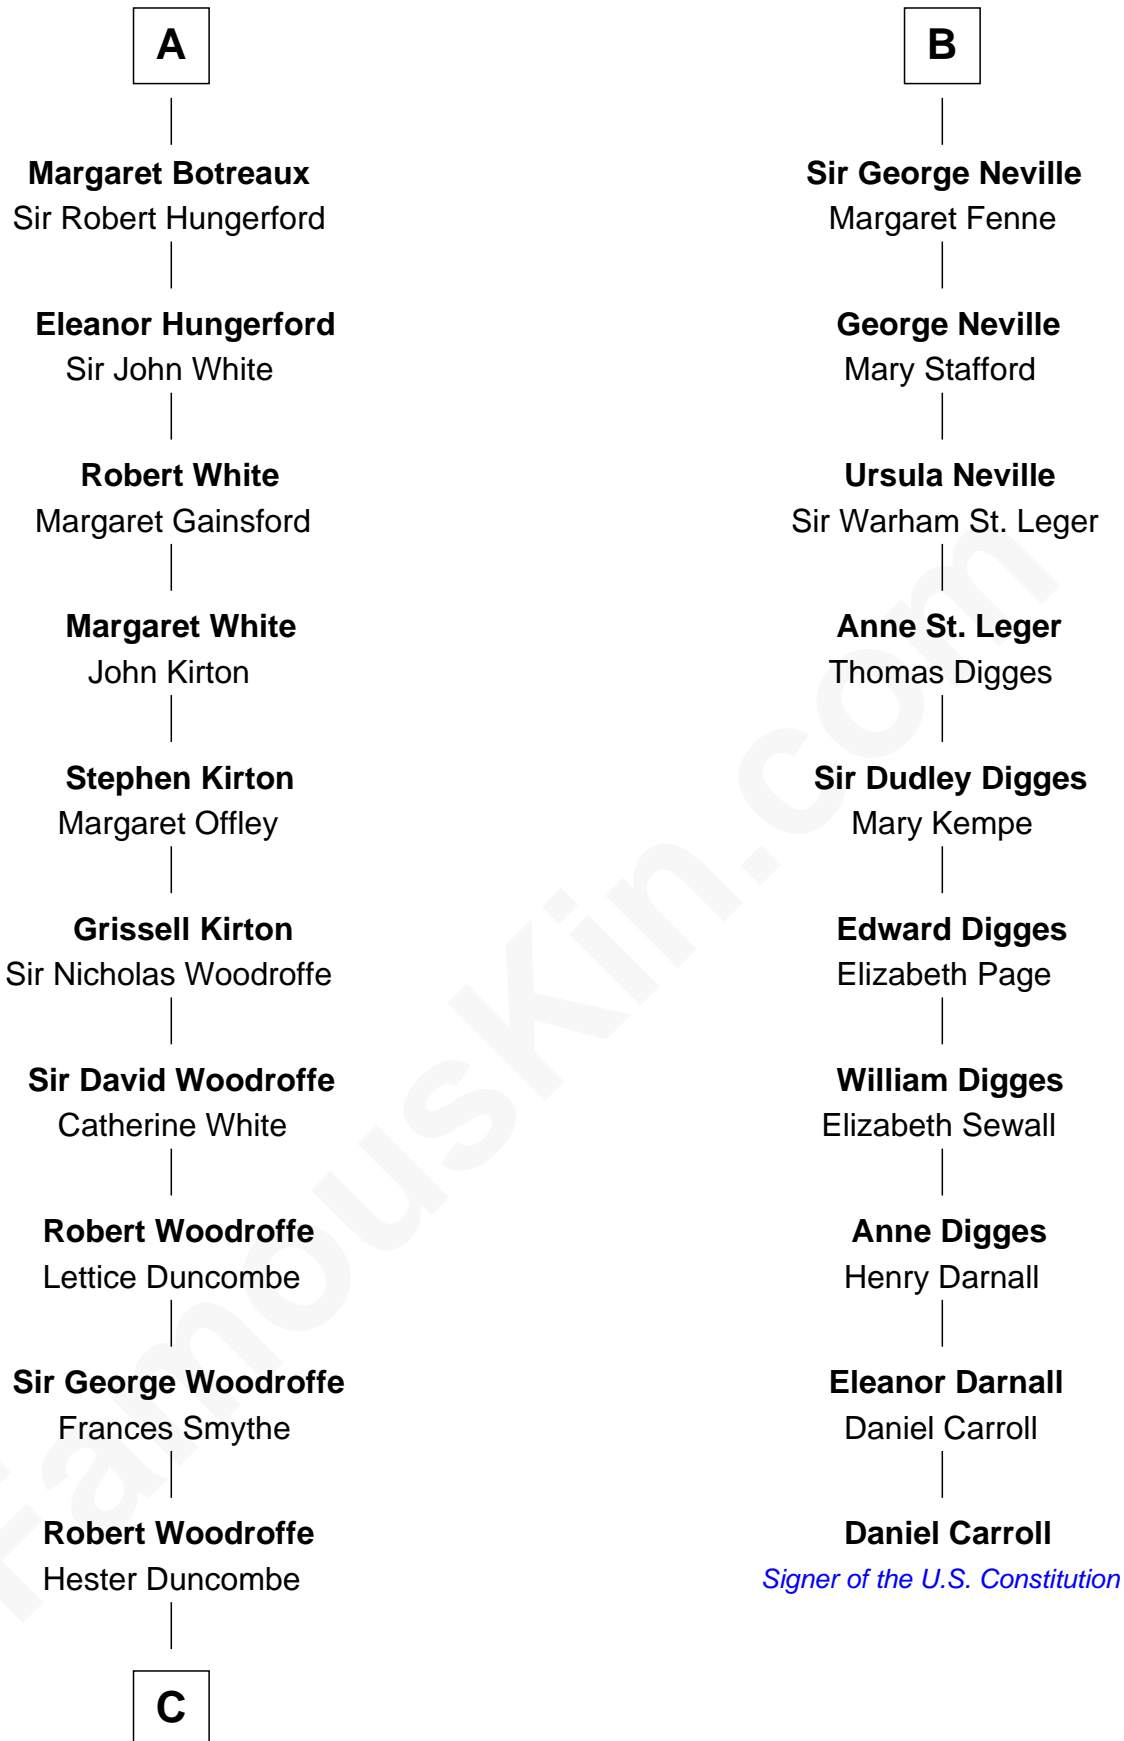 A
Margaret Botreaux
Sir Robert Hungerford
Eleanor Hungerford
Sir John White
Robert White
Margaret Gainsford
Margaret White
John Kirton
Stephen Kirton
Margaret Offley
Grissell Kirton
Sir Nicholas Woodroffe
Sir David Woodroffe
Catherine White
Robert Woodroffe
Lettice Duncombe
Sir George Woodroffe
Frances Smythe
Robert Woodroffe
Hester Duncombe
C
B
Sir George Neville
Margaret Fenne
George Neville
Mary Stafford
Ursula Neville
Sir Warham St. Leger
Anne St. Leger
Thomas Digges
Sir Dudley Digges
Mary Kempe
Edward Digges
Elizabeth Page
William Digges
Elizabeth Sewall
Anne Digges
Henry Darnall
Eleanor Darnall
Daniel Carroll
Daniel Carroll
Signer of the U.S. Constitution
FamousKin.com